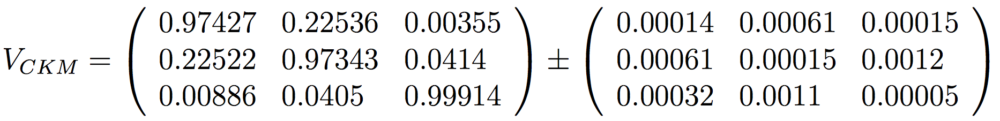 0.97427 0.22536 0.00355 0.00014 0.00061 0.00015
V_{CKM} = ( 0.22522 0.97343 0.0414 ) ± ( 0.00061 0.00015 0.0012 )
0.00886 0.0405 0.99914 0.00032 0.0011 0.00005